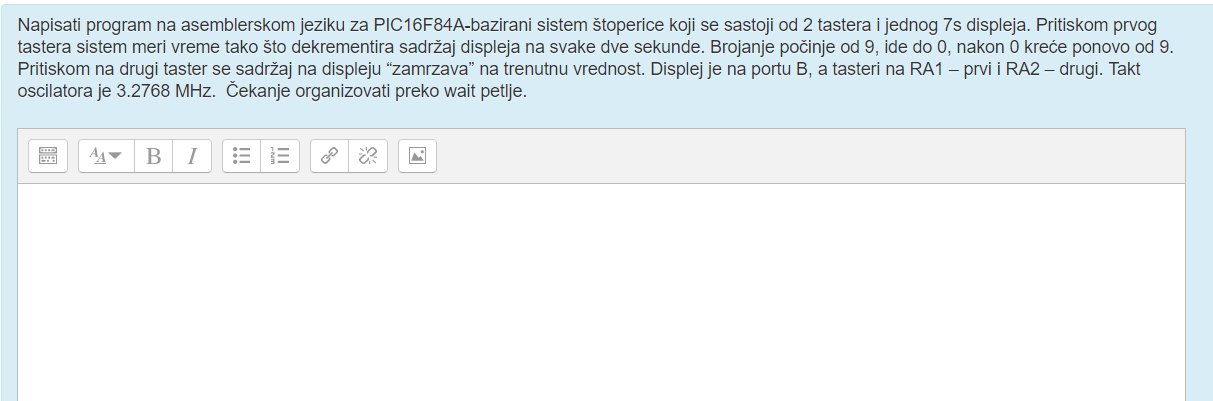 Napisati program na asemblerskom jeziku za PIC16F84A-bazirani sistem štoperice koji se sastoji od 2 tastera i jednog 7s displeja. Pritiskom prvog
tastera sistem meri vreme tako što dekrementira sadržaj displeja na svake dve sekunde. Brojanje počinje od 9, ide do 0, nakon 0 kreće ponovo od 9.
Pritiskom na drugi taster se sadržaj na displeju “zamrzava” na trenutnu vrednost. Displej je na portu B, a tasteri na RA1 – prvi i RA2 – drugi. Takt
oscilatora je 3.2768 MHz.  Čekanje organizovati preko wait petlje.